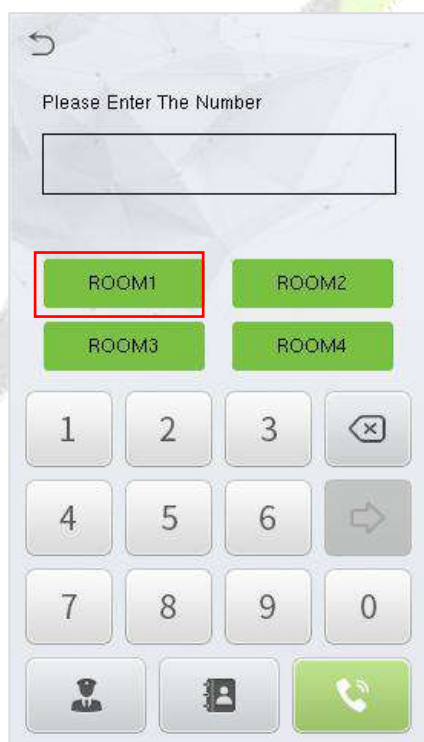 Please Enter The Number
ROOM1 ROOM2
ROOM3 ROOM4
1 2 3
4 5 6
7 8 9 0